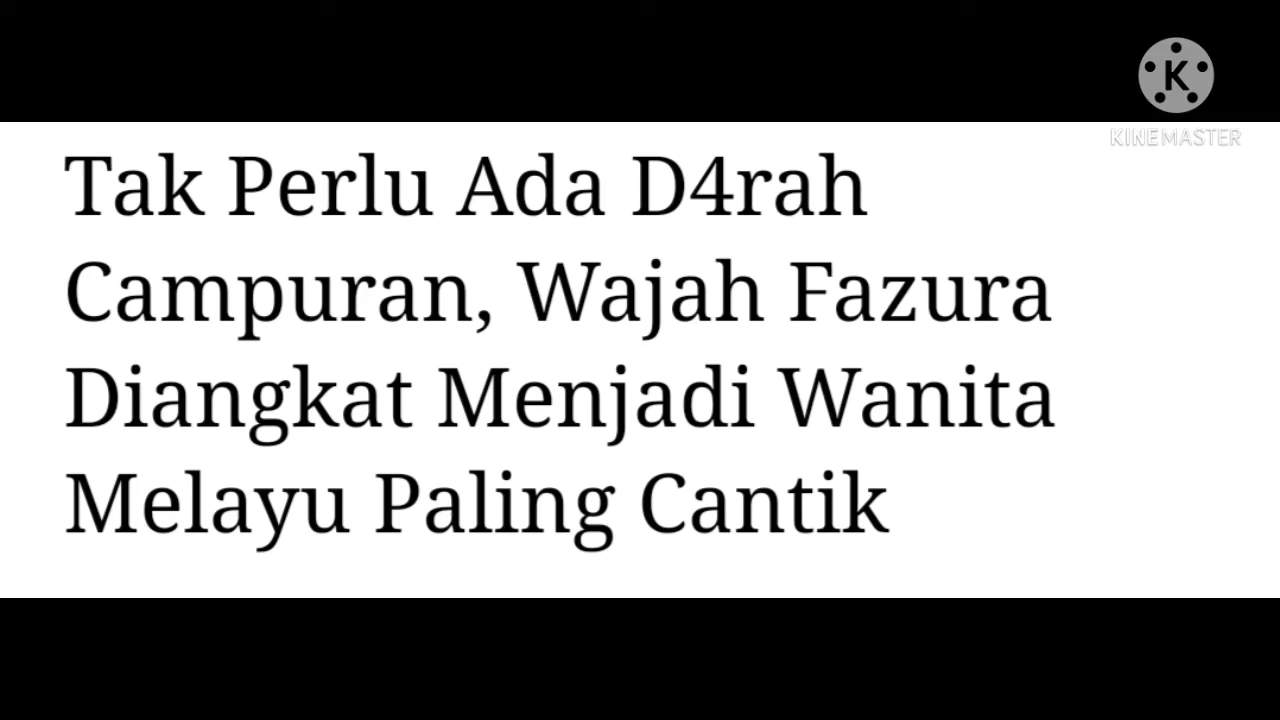 K
KINEMASTER
Tak Perlu Ada D4rah
Campuran, Wajah Fazura
Diangkat Menjadi Wanita
Melayu Paling Cantik